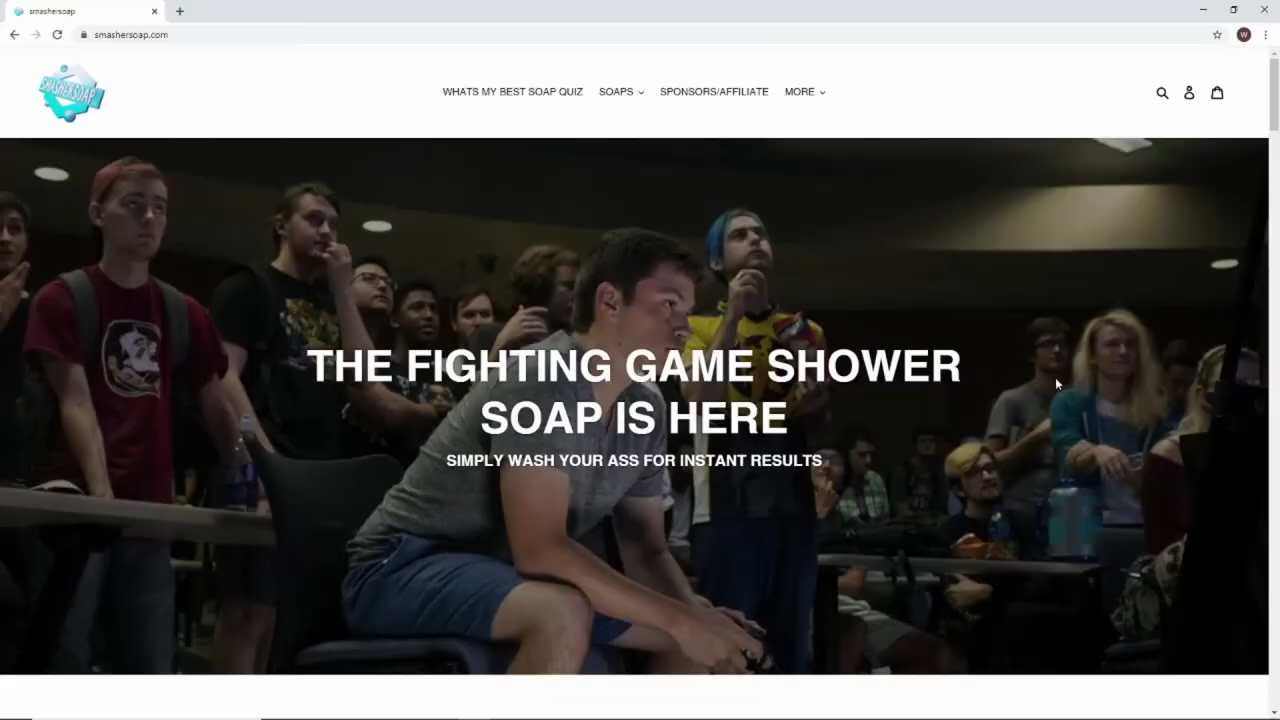 smashersoap
smashersoap.com
W
SMASHERSOAP
WHATS MY BEST SOAP QUIZ
SOAPS
SPONSORS/AFFILIATE
MORE
THE FIGHTING GAME SHOWER
SOAP IS HERE
SIMPLY WASH YOUR ASS FOR INSTANT RESULTS